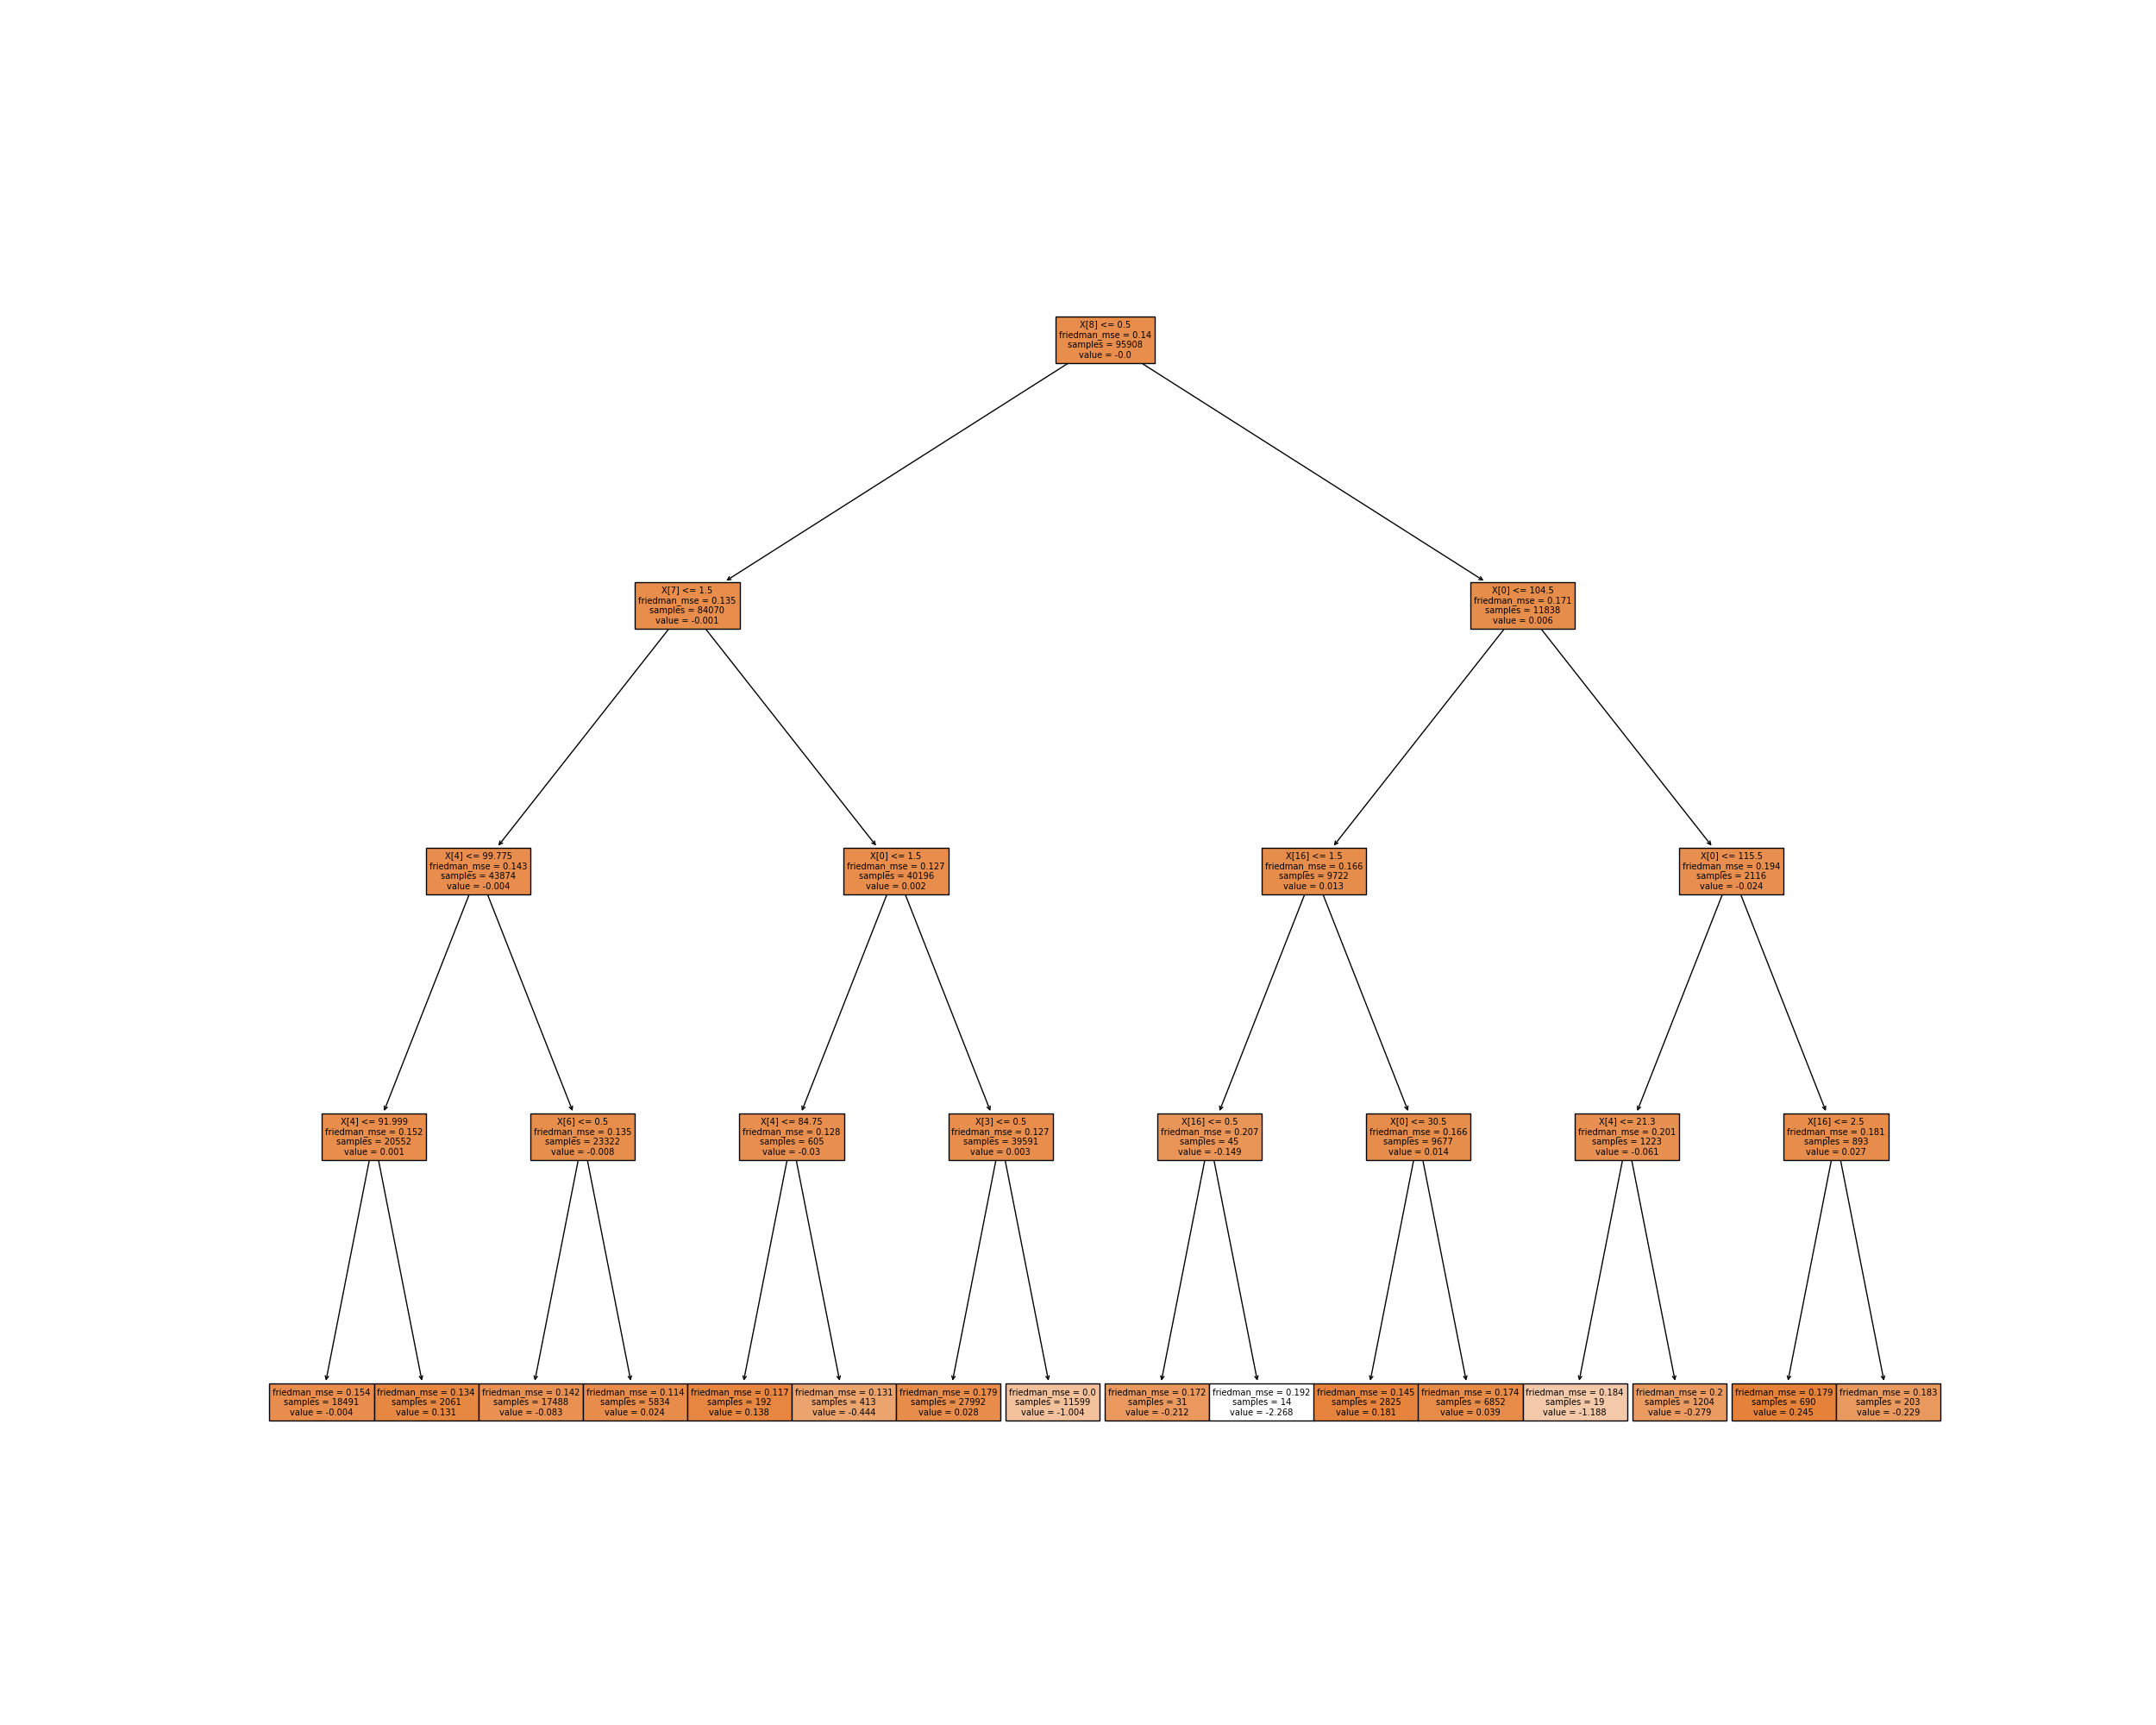 X[8] <= 0.5
friedman_mse = 0.14
samples = 95908
value = -0.0
X[7] <= 1.5
friedman_mse = 0.135
samples = 84070
value = -0.001
X[0] <= 104.5
friedman_mse = 0.171
samples = 11838
value = 0.006
X[4] <= 99.775
friedman_mse = 0.143
samples = 43874
value = -0.004
X[0] <= 1.5
friedman_mse = 0.127
samples = 40196
value = 0.002
X[16] <= 1.5
friedman_mse = 0.166
samples = 9722
value = 0.013
X[0] <= 115.5
friedman_mse = 0.194
samples = 2116
value = -0.024
X[4] <= 91.999
friedman_mse = 0.152
samples = 20552
value = 0.001
X[6] <= 0.5
friedman_mse = 0.135
samples = 23322
value = -0.008
X[4] <= 84.75
friedman_mse = 0.128
samples = 605
value = -0.03
X[3] <= 0.5
friedman_mse = 0.127
samples = 39591
value = 0.003
X[16] <= 0.5
friedman_mse = 0.207
samples = 45
value = -0.149
X[0] <= 30.5
friedman_mse = 0.166
samples = 9677
value = 0.014
X[4] <= 21.3
friedman_mse = 0.201
samples = 1223
value = -0.061
X[16] <= 2.5
friedman_mse = 0.181
samples = 893
value = 0.027
friedman_mse = 0.154
samples = 18491
value = -0.004
friedman_mse = 0.134
samples = 2061
value = 0.131
friedman_mse = 0.142
samples = 17488
value = -0.083
friedman_mse = 0.114
samples = 5834
value = 0.024
friedman_mse = 0.117
samples = 192
value = 0.138
friedman_mse = 0.131
samples = 413
value = -0.444
friedman_mse = 0.179
samples = 27992
value = 0.028
friedman_mse = 0.0
samples = 11599
value = -1.004
friedman_mse = 0.172
samples = 31
value = -0.212
friedman_mse = 0.192
samples = 14
value = -2.268
friedman_mse = 0.145
samples = 2825
value = 0.181
friedman_mse = 0.174
samples = 6852
value = 0.039
friedman_mse = 0.184
samples = 19
value = -1.188
friedman_mse = 0.2
samples = 1204
value = -0.279
friedman_mse = 0.179
samples = 690
value = 0.245
friedman_mse = 0.183
samples = 203
value = -0.229